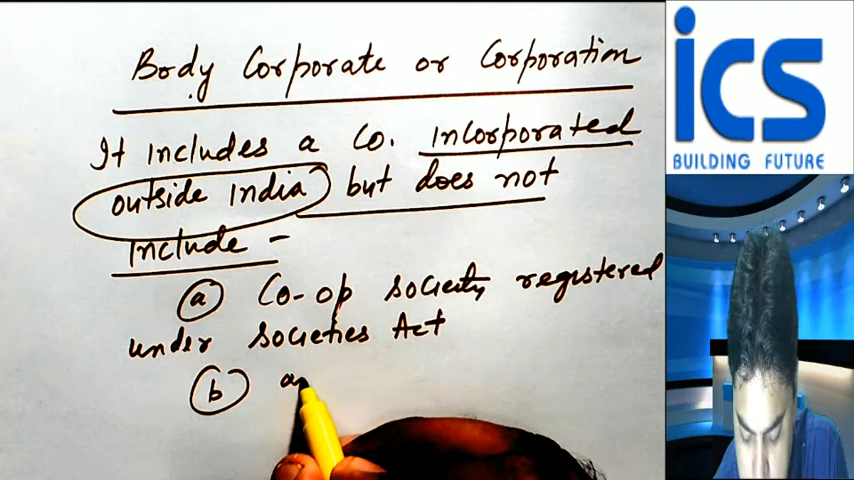 Body Corporate or Corporation
It includes a Co. Incorporated
outside India but does not
include -
(a) Co-op society registered
under societies Act
(b) a
ics
BUILDING FUTURE